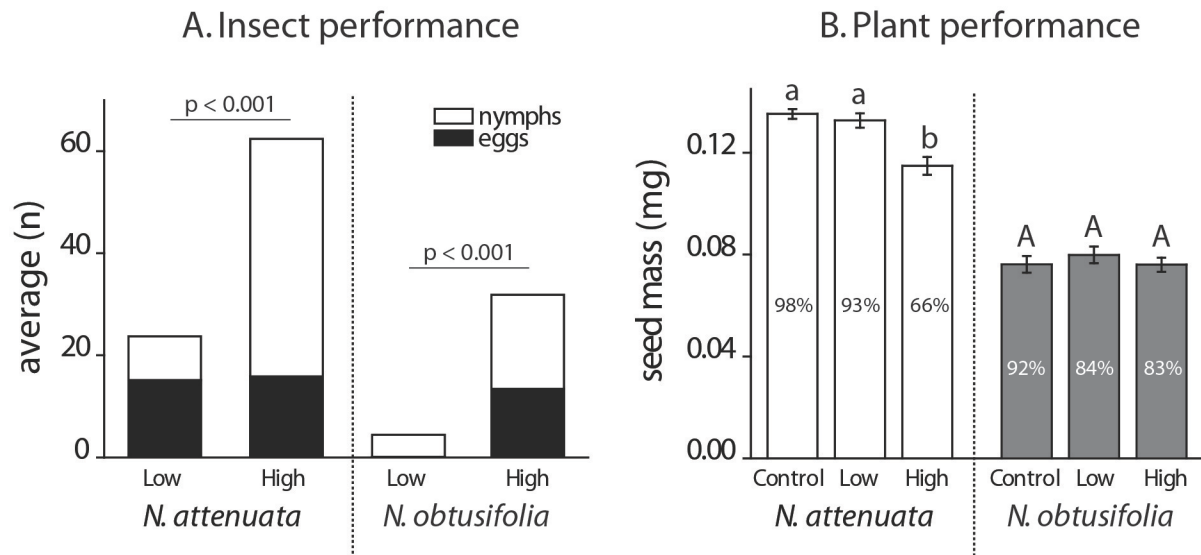 A. Insect performance
average (n)
60
40
20
0
p < 0.001
p < 0.001
nymphs
eggs
Low High Low High
N. attenuata N. obtusifolia
B. Plant performance
seed mass (mg)
0.12
0.08
0.04
0.00
a a b A A A
98% 93% 66% 92% 84% 83%
Control Low High Control Low High
N. attenuata N. obtusifolia